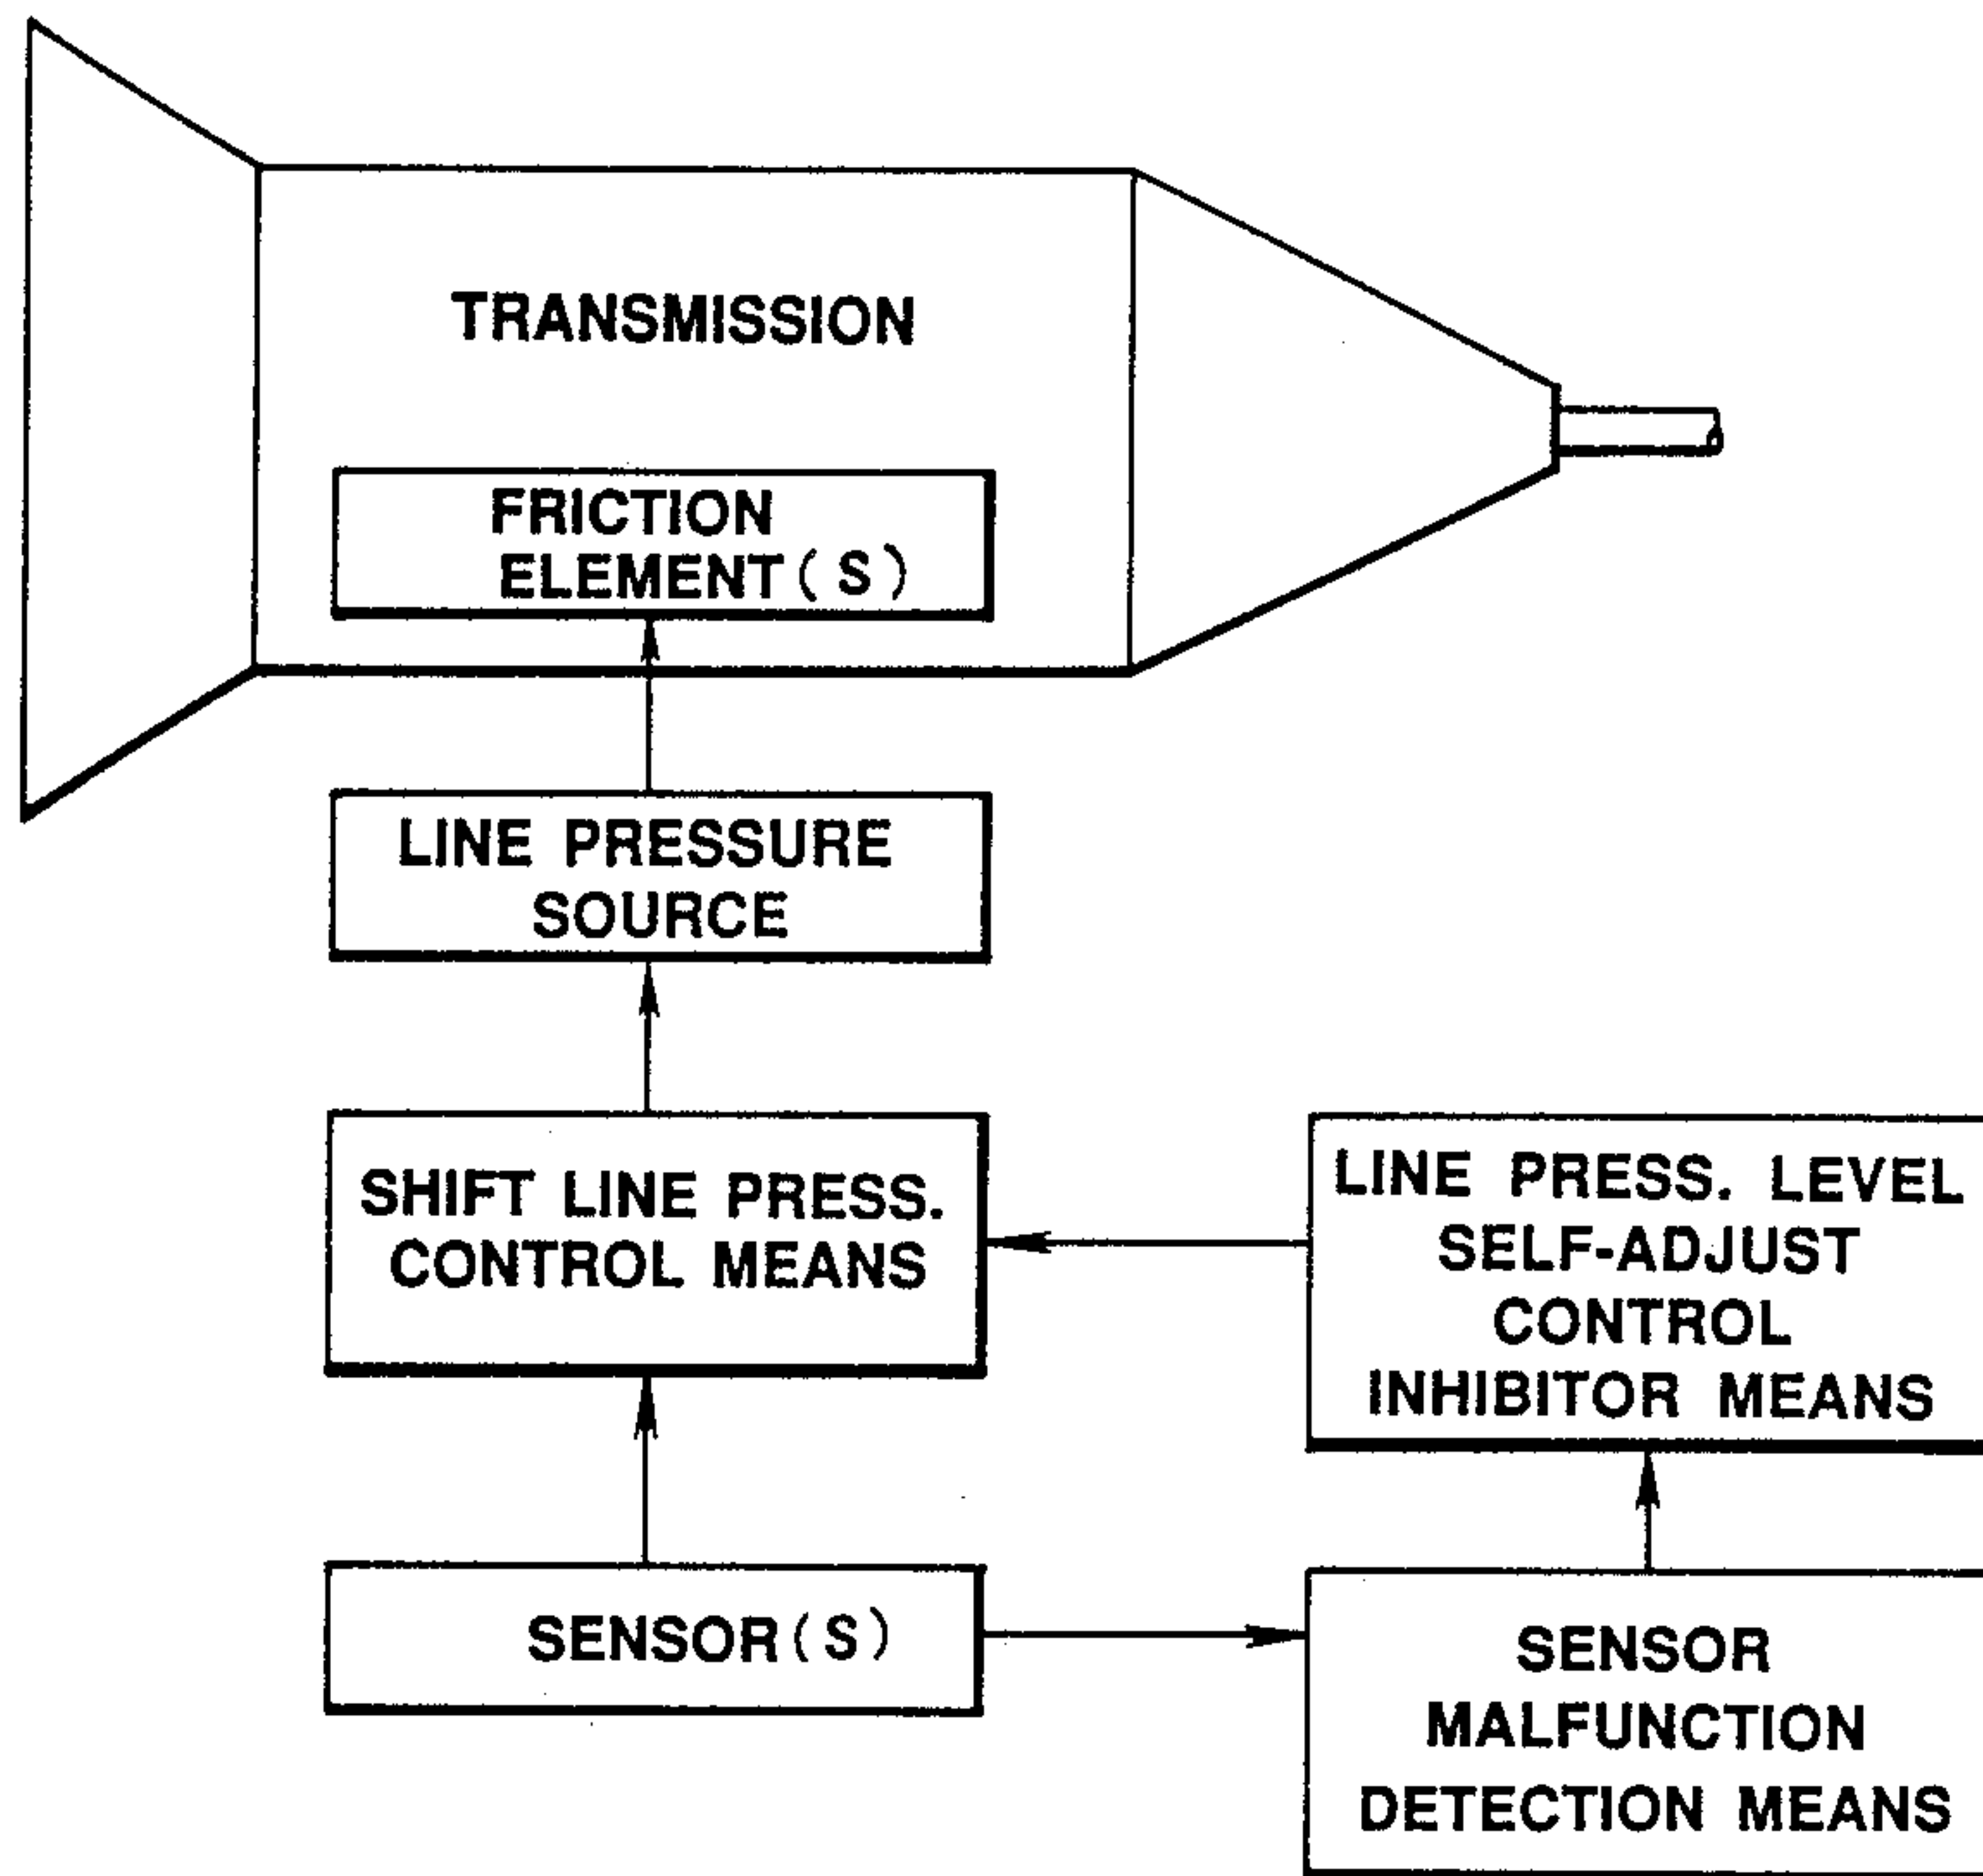 TRANSMISSION
FRICTION
ELEMENT(S)
LINE PRESSURE
SOURCE
SHIFT LINE PRESS.
CONTROL MEANS
LINE PRESS. LEVEL
SELF-ADJUST
CONTROL
INHIBITOR MEANS
SENSOR(S)
SENSOR
MALFUNCTION
DETECTION MEANS